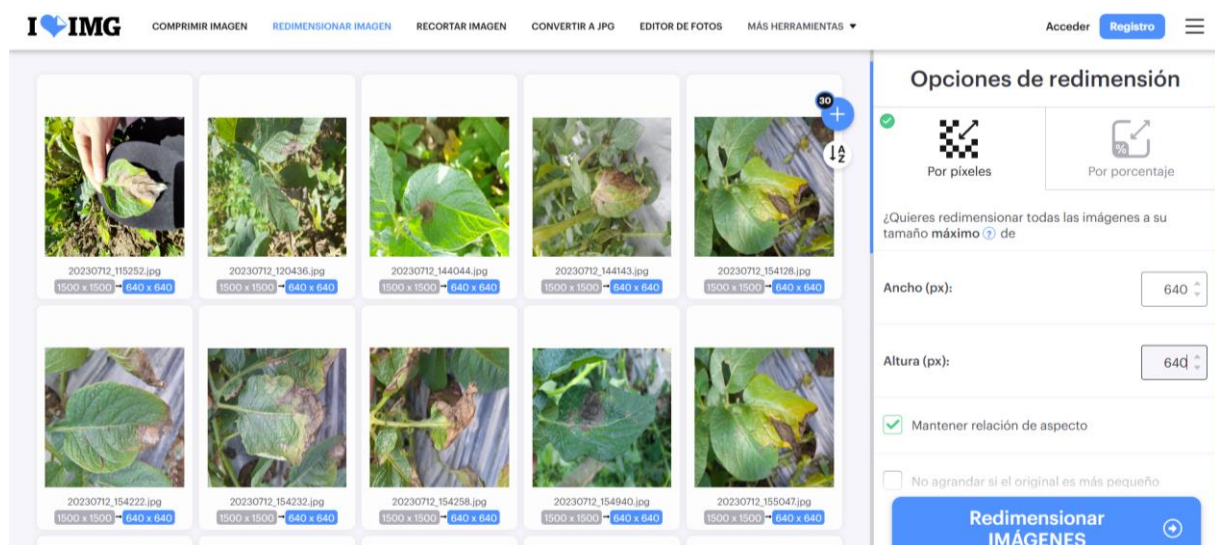 I IMG
COMPRIMIR IMAGEN
REDIMENSIONAR IMAGEN
RECORTAR IMAGEN
CONVERTIR A JPG
EDITOR DE FOTOS
MÁS HERRAMIENTAS
Acceder
Registro
30
A
Z
20230712_115252.jpg
1500 x 1500 → 640 x 640
20230712_120436.jpg
1500 x 1500 → 640 x 640
20230712_144044.jpg
1500 x 1500 → 640 x 640
20230712_144143.jpg
1500 x 1500 → 640 x 640
20230712_154128.jpg
1500 x 1500 → 640 x 640
20230712_154222.jpg
1500 x 1500 → 640 x 640
20230712_154232.jpg
1500 x 1500 → 640 x 640
20230712_154258.jpg
1500 x 1500 → 640 x 640
20230712_154940.jpg
1500 x 1500 → 640 x 640
20230712_155047.jpg
1500 x 1500 → 640 x 640
Opciones de redimensión
Por píxeles
%
Por porcentaje
¿Quieres redimensionar todas las imágenes a su
tamaño máximo ? de
Ancho (px):
640
Altura (px):
640
Mantener relación de aspecto
No agrandar si el original es más pequeño
Redimensionar
IMÁGENES